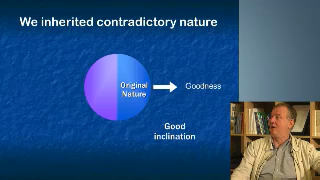 We inherited contradictory nature
Original
Nature
Goodness
Good
inclination